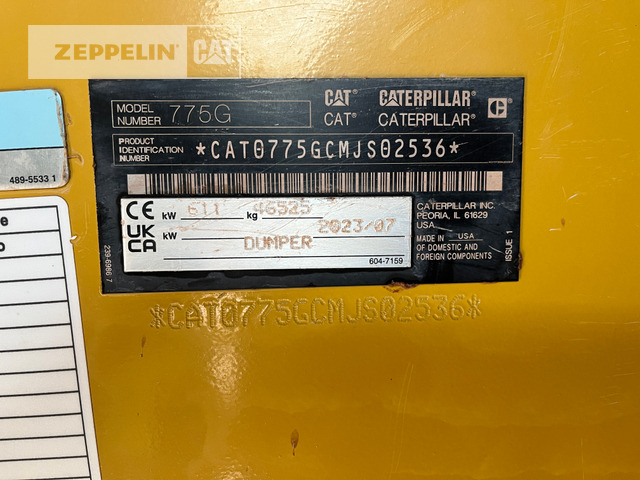 ZEPPELIN CAT
489-5533 1
MODEL NUMBER 775G
CAT CATERPILLAR C
CAT® CATERPILLAR®
PRODUCT IDENTIFICATION NUMBER *CAT0775GCMJS02536*
CE kW 611 kg 46525
UK CA kW 2023/07
DUMPER
604-7159
CATERPILLAR INC.
PEORIA, IL 61629
USA
MADE IN USA
OF DOMESTIC AND
FOREIGN COMPONENTS
ISSUE 1
239-6986 7
*CAT0775GCMJS02536*